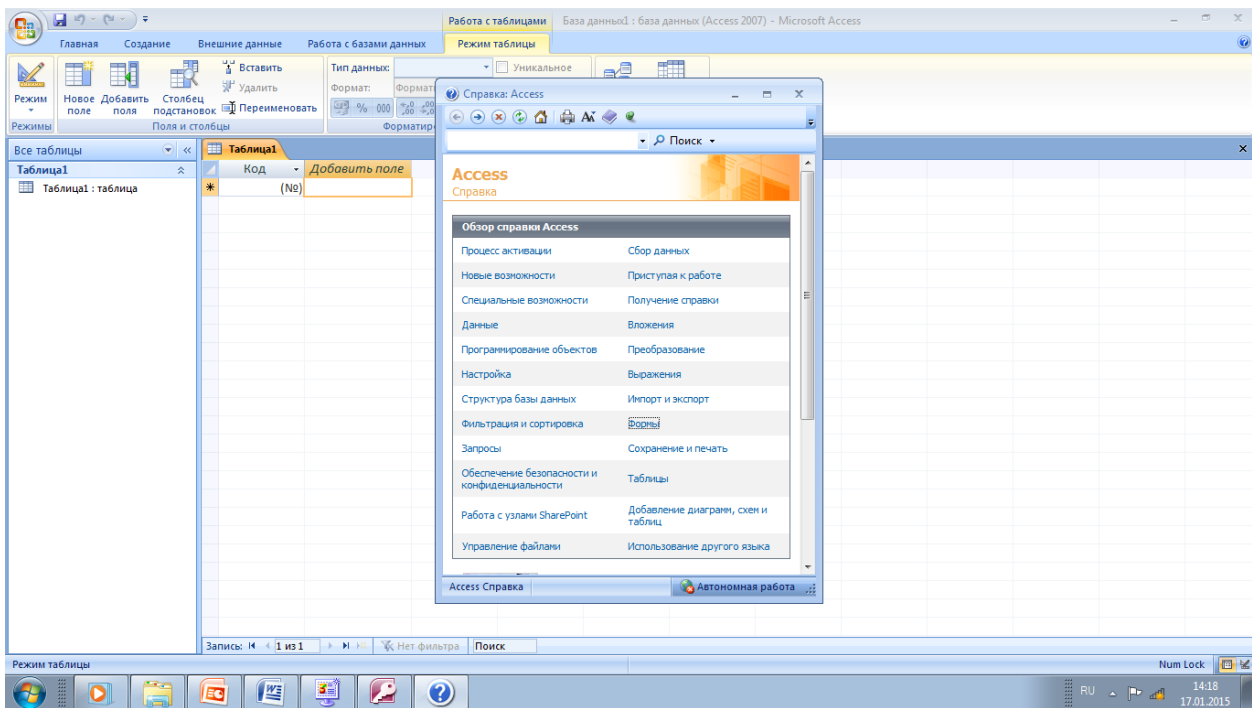 Работа с таблицами База данных1 : база данных (Access 2007) - Microsoft Access
Главная Создание Внешние данные Работа с базами данных Режим таблицы
Режим
Новое поле
Добавить поля
Столбец подстановок
Вставить
Удалить
Переименовать
Тип данных:
Формат:
Уникальное
% 000
Режимы Поля и столбцы
Все таблицы
Таблица1
Таблица1 : таблица
Таблица1
Код Добавить поле
(№)
Справка: Access
Поиск
Access
Справка
Обзор справки Access
Процесс активации Сбор данных
Новые возможности Приступая к работе
Специальные возможности Получение справки
Данные Вложения
Программирование объектов Преобразование
Настройка Выражения
Структура базы данных Импорт и экспорт
Фильтрация и сортировка Формы
Запросы Сохранение и печать
Обеспечение безопасности и конфиденциальности Таблицы
Работа с узлами SharePoint Добавление диаграмм, схем и таблиц
Управление файлами Использование другого языка
Access Справка Автономная работа
Запись: 1 из 1 Нет фильтра Поиск
Режим таблицы Num Lock
RU 14:18
17.01.2015